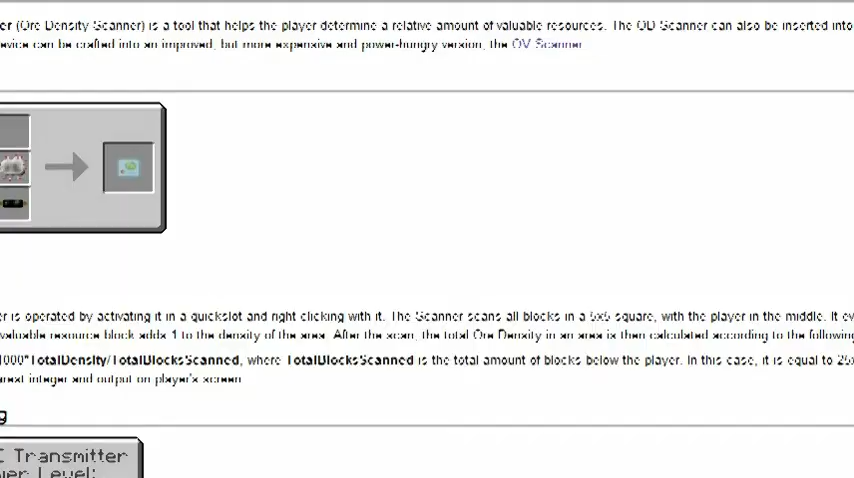 er (Ore Density Scanner) is a tool that helps the player determine a relative amount of valuable resources. The OD Scanner can also be inserted into
evice can be crafted into an improved, but more expensive and power-hungry version, the OV Scanner
er is operated by activating it in a quickslot and right clicking with it. The Scanner scans all blocks in a 5x5 square, with the player in the middle. It ev
valuable resource block adds 1 to the density of the area. After the scan, the total Ore Density in an area is then calculated according to the following
1000*TotalDensity/TotalBlocksScanned, where TotalBlocksScanned is the total amount of blocks below the player. In this case, it is equal to 25x
arest integer and output on player's screen
g
C Transmitter
wer Level: